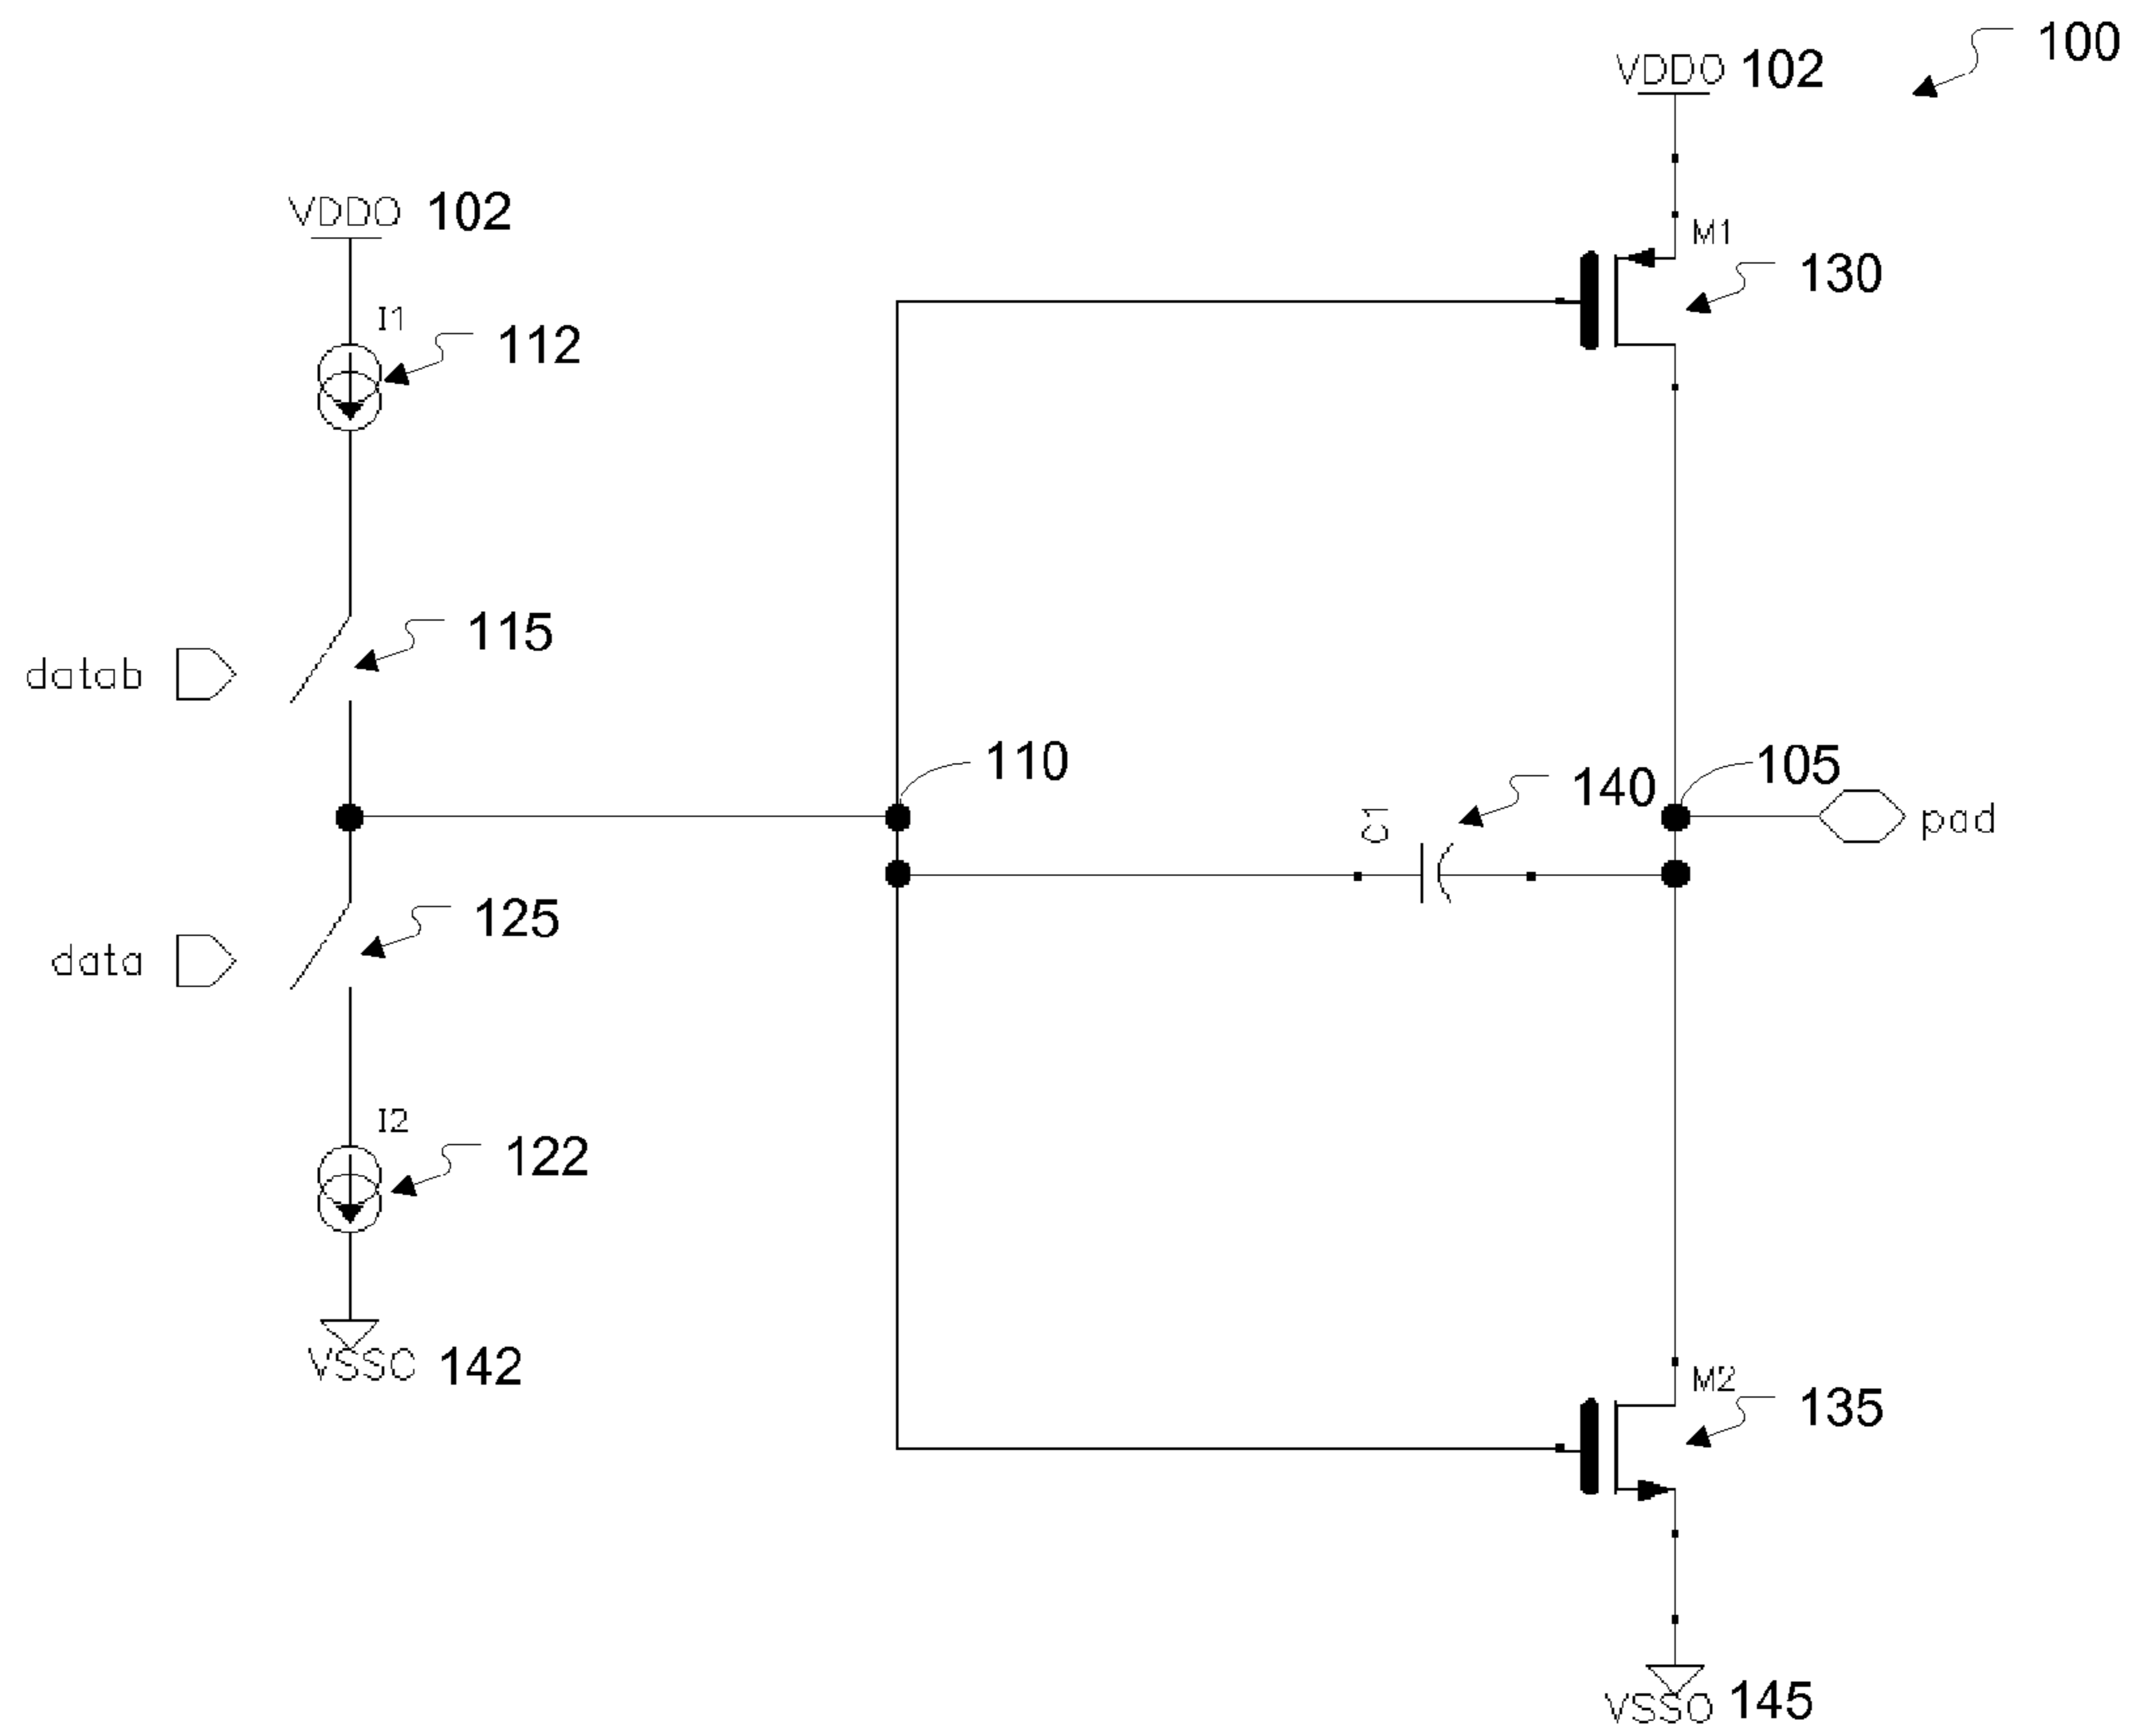 100
VDDO 102
M1
130
VDDO 102
I1
112
115
datab
110
105
140
C1
pad
125
data
I2
122
VSSC 142
M2
135
VSSO 145